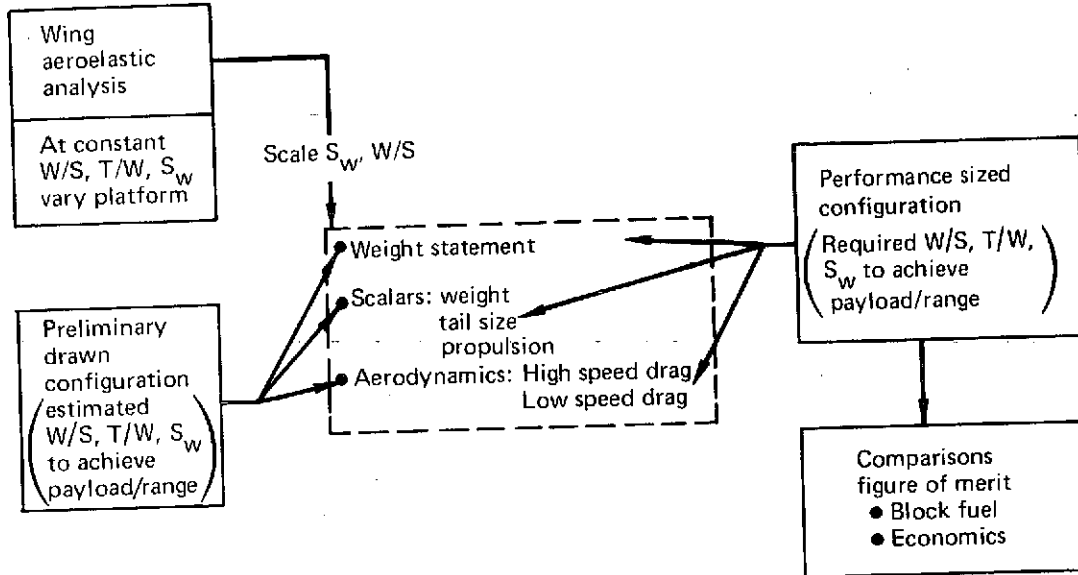 Wing
aeroelastic
analysis
At constant
W/S, T/W, S_W
vary platform
Scale S_W, W/S
Preliminary
drawn
configuration
(estimated
W/S, T/W, S_W
to achieve
payload/range)
● Weight statement
● Scalars: weight
tail size
propulsion
● Aerodynamics: High speed drag
Low speed drag
Performance sized
configuration
(Required W/S, T/W,
S_W to achieve
payload/range)
Comparisons
figure of merit
● Block fuel
● Economics